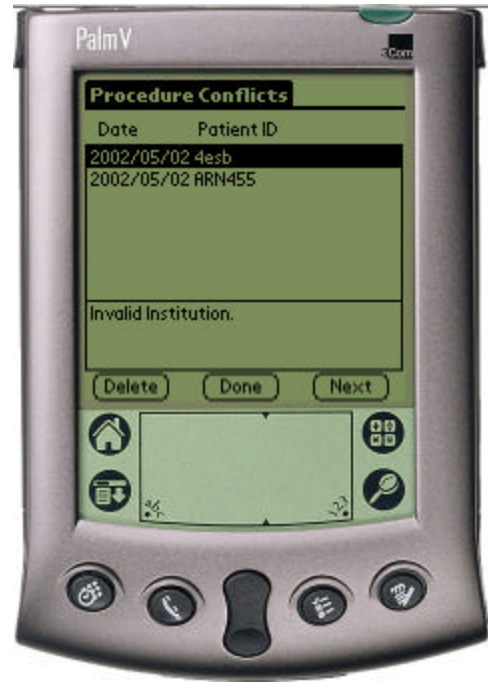 PalmV
3Com
Procedure Conflicts
Date Patient ID
2002/05/02 4esb
2002/05/02 ARN455
Invalid Institution.
Delete Done Next